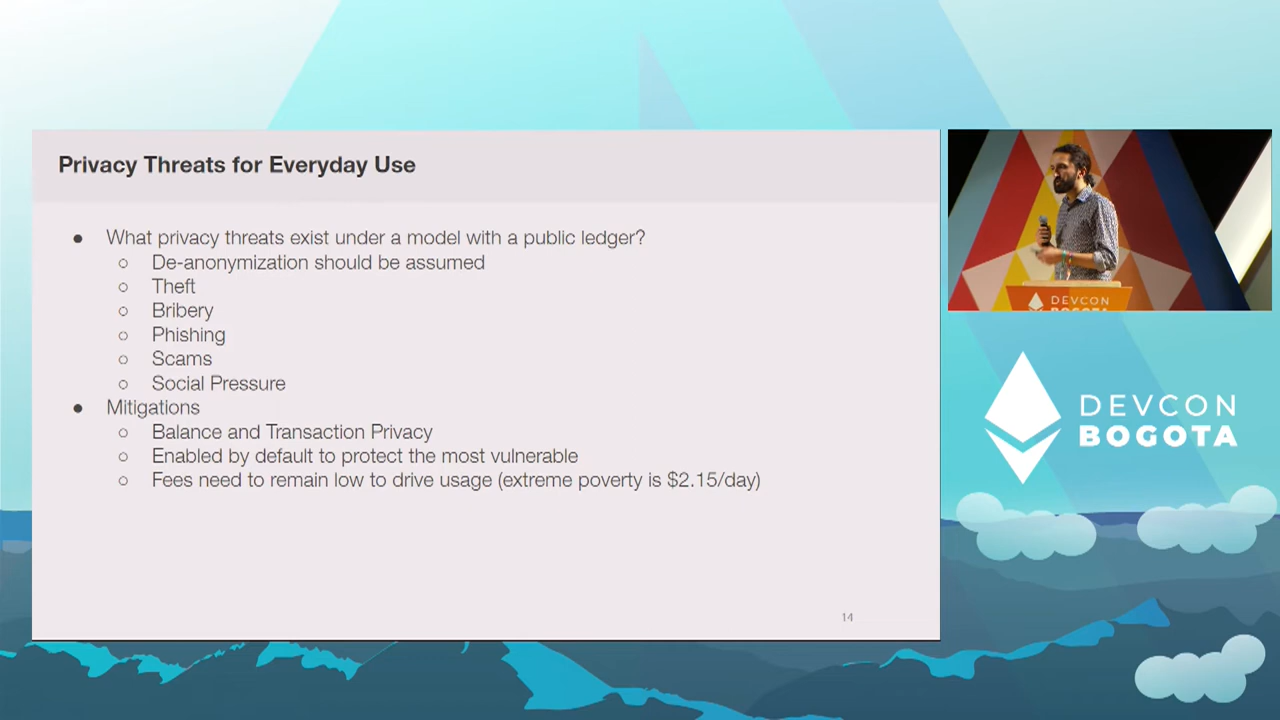 Privacy Threats for Everyday Use
● What privacy threats exist under a model with a public ledger?
○ De-anonymization should be assumed
○ Theft
○ Bribery
○ Phishing
○ Scams
○ Social Pressure
● Mitigations
○ Balance and Transaction Privacy
○ Enabled by default to protect the most vulnerable
○ Fees need to remain low to drive usage (extreme poverty is $2.15/day)
14
DEVCON
BOGOTA
DEVCON
BOGOTA